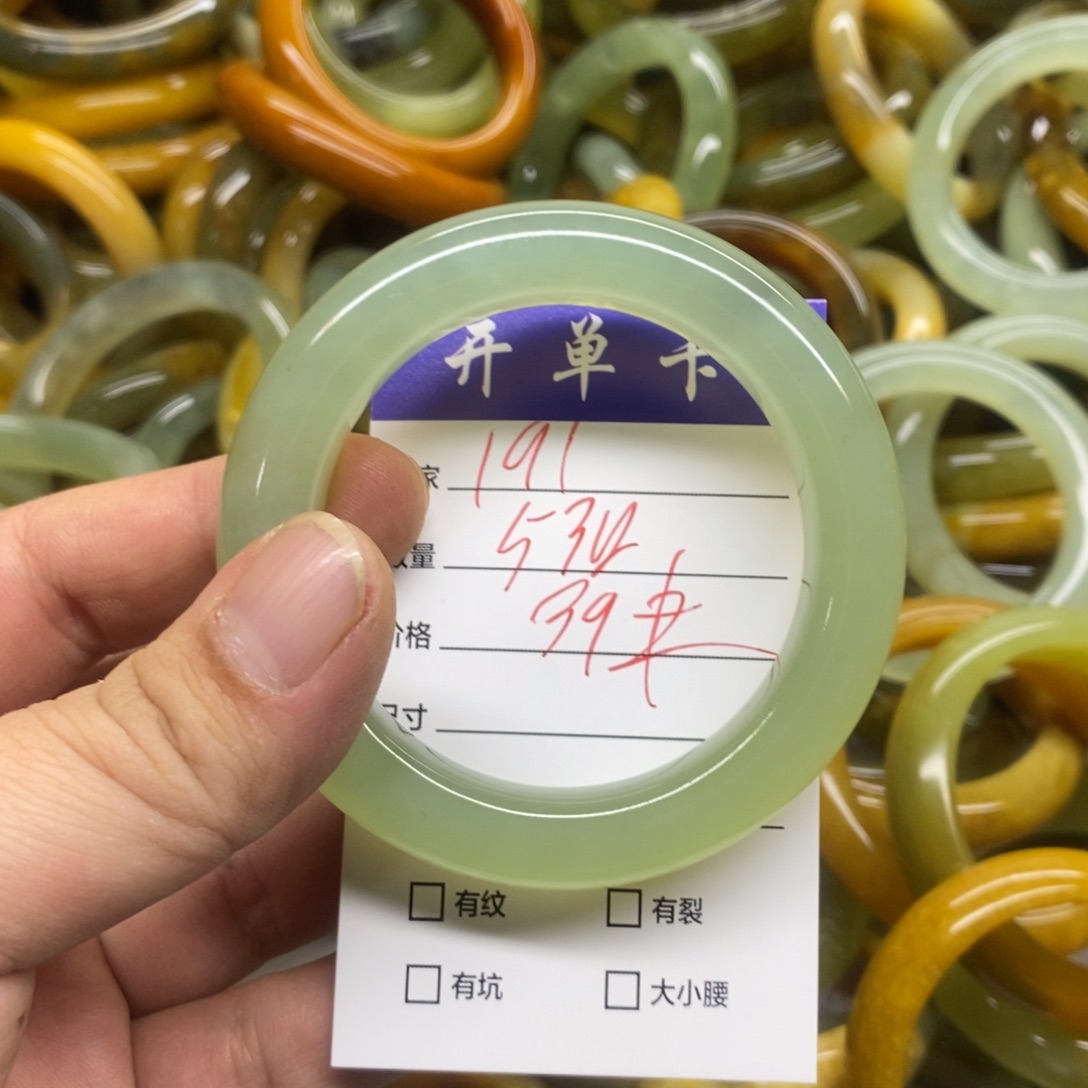 开单卡
家 191
量 534
价格 39
尺寸
有纹 有裂
有坑 大小腰